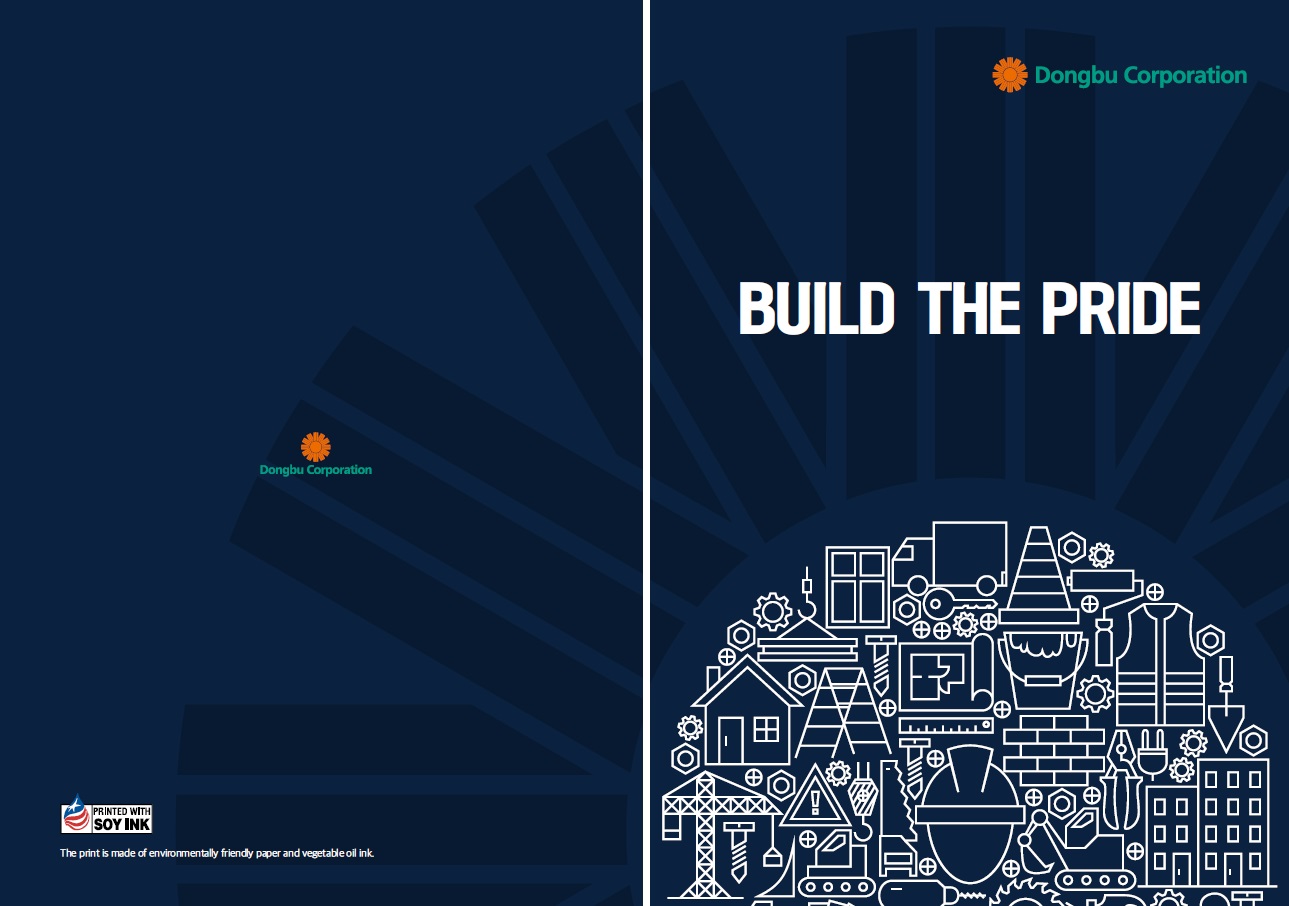 Dongbu Corporation
PRINTED WITH
SOY INK
The print is made of environmentally friendly paper and vegetable oil ink.
Dongbu Corporation
BUILD THE PRIDE